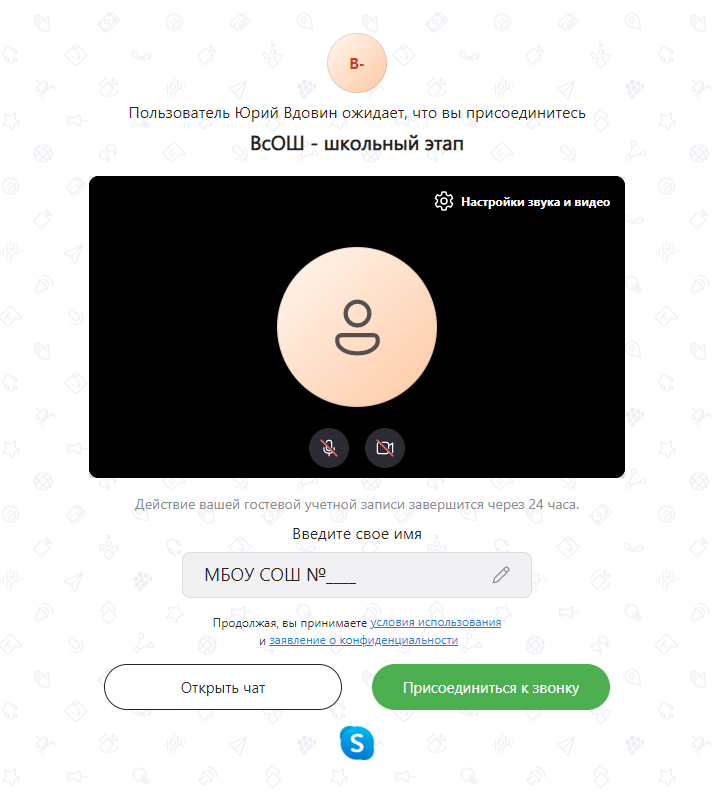 В-
Пользователь Юрий Вдовин ожидает, что вы присоединитесь
ВсОШ - школьный этап
Настройки звука и видео
Действие вашей гостевой учетной записи завершится через 24 часа.
Введите свое имя
МБОУ СОШ №____
Продолжая, вы принимаете условия использования
и заявление о конфиденциальности
Открыть чат
Присоединиться к звонку
S